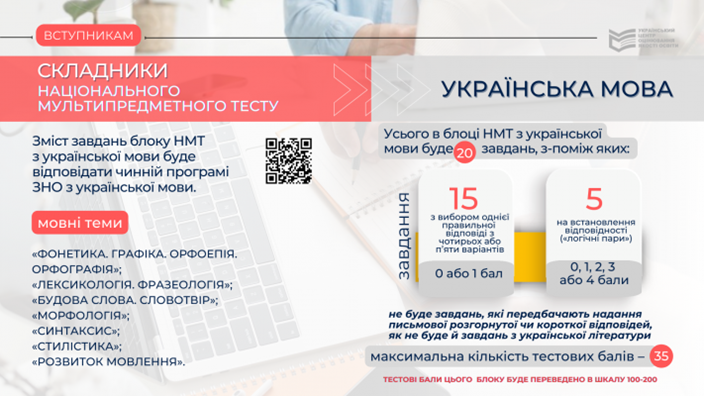 ВСТУПНИКАМ
УКРАЇНСЬКИЙ
ЦЕНТР
ОЦІНЮВАННЯ
ЯКОСТІ ОСВІТИ
СКЛАДНИКИ
НАЦІОНАЛЬНОГО
МУЛЬТИПРЕДМЕТНОГО ТЕСТУ
УКРАЇНСЬКА МОВА
Зміст завдань блоку НМТ
з української мови буде
відповідати чинній програмі
ЗНО з української мови.
мовні теми
«ФОНЕТИКА. ГРАФІКА. ОРФОЕПІЯ.
ОРФОГРАФІЯ»;
«ЛЕКСИКОЛОГІЯ. ФРАЗЕОЛОГІЯ»;
«БУДОВА СЛОВА. СЛОВОТВІР»;
«МОРФОЛОГІЯ»;
«СИНТАКСИС»;
«СТИЛІСТИКА»;
«РОЗВИТОК МОВЛЕННЯ».
Усього в блоці НМТ з української
мови буде 20 завдань, з-поміж яких:
завдання
15
з вибором однієї
правильної
відповіді з
чотирьох або
п'яти варіантів
0 або 1 бал
5
на встановлення
відповідності
(«логічні пари»)
0, 1, 2, 3
або 4 бали
не буде завдань, які передбачають надання
письмової розгорнутої чи короткої відповідей,
як не буде й завдань з української літератури
максимальна кількість тестових балів – 35
ТЕСТОВІ БАЛИ ЦЬОГО БЛОКУ БУДЕ ПЕРЕВЕДЕНО В ШКАЛУ 100-200